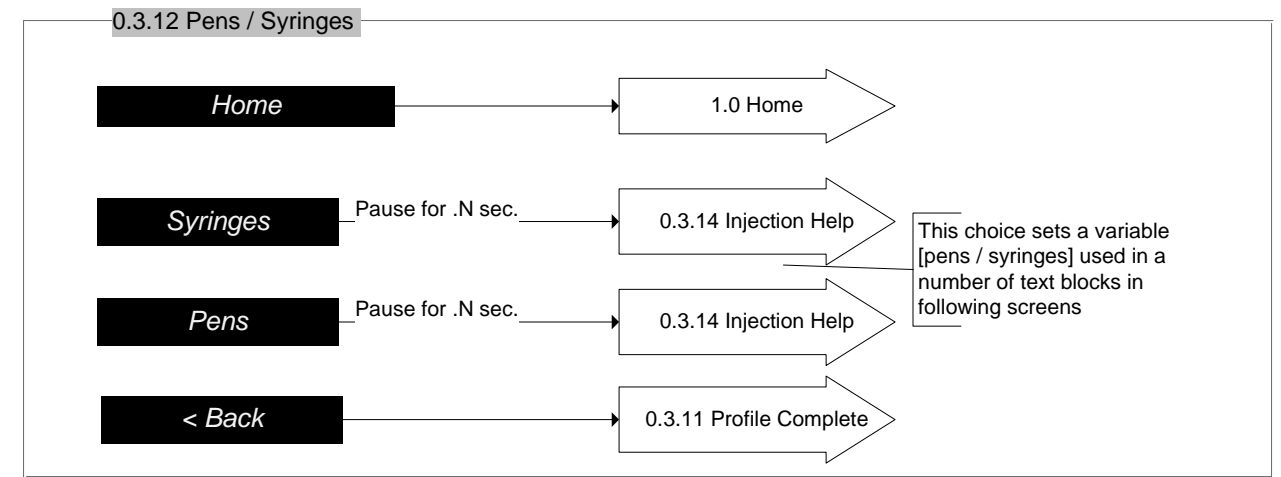 0.3.12 Pens / Syringes
Home
1.0 Home
Syringes
Pause for .N sec.
0.3.14 Injection Help
This choice sets a variable
[pens / syringes] used in a
number of text blocks in
following screens
Pens
Pause for .N sec.
0.3.14 Injection Help
< Back
0.3.11 Profile Complete